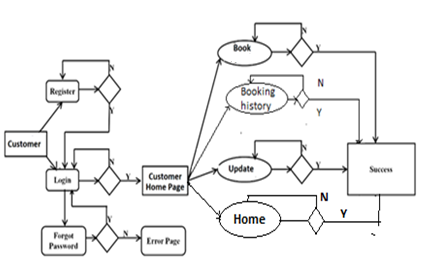 N
Book
Y
N
Register
N
Booking
history
Y
Y
Customer
N
N
Login
Y
Customer
Home Page
Update
Y
Success
N
Y
Home
Y
Forgot
Password
N
Error Page